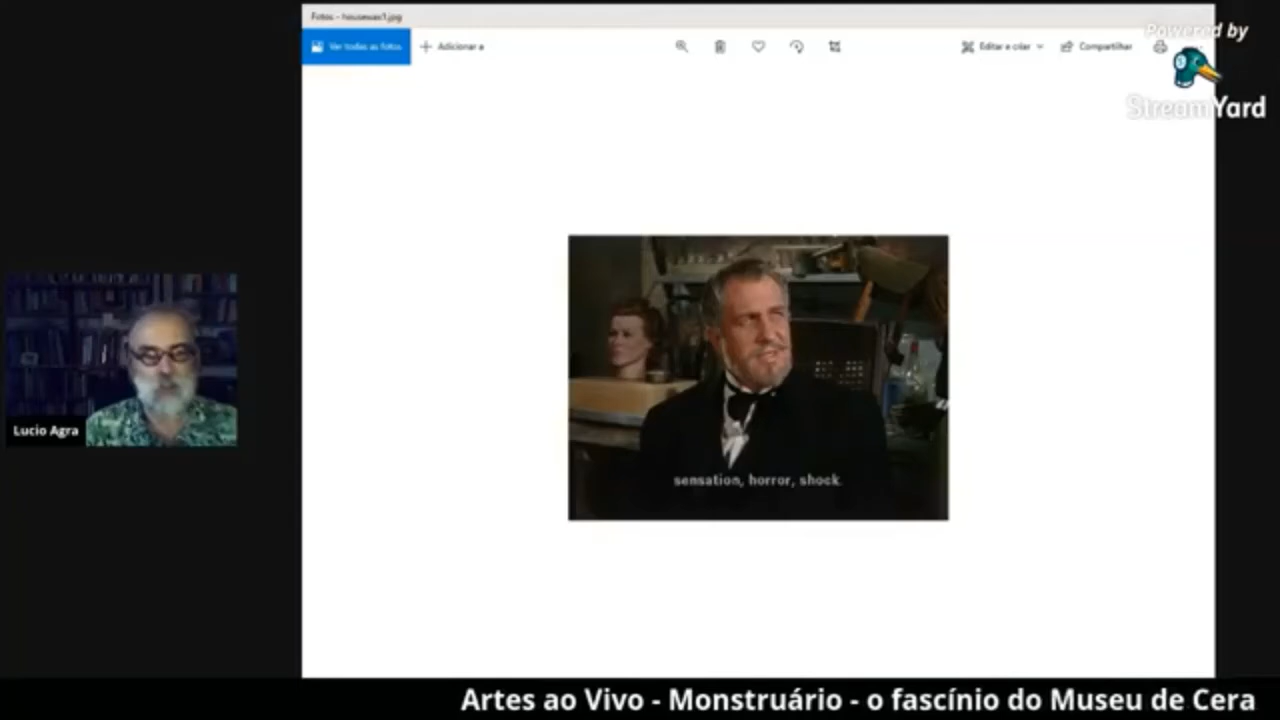 Fotos - housewax1.jpg
Ver todas as fotos
Adicionar a
Editar e criar
Compartilhar
Powered by
StreamYard
Lucio Agra
sensation, horror, shock.
Artes ao Vivo - Monstruário - o fascínio do Museu de Cera